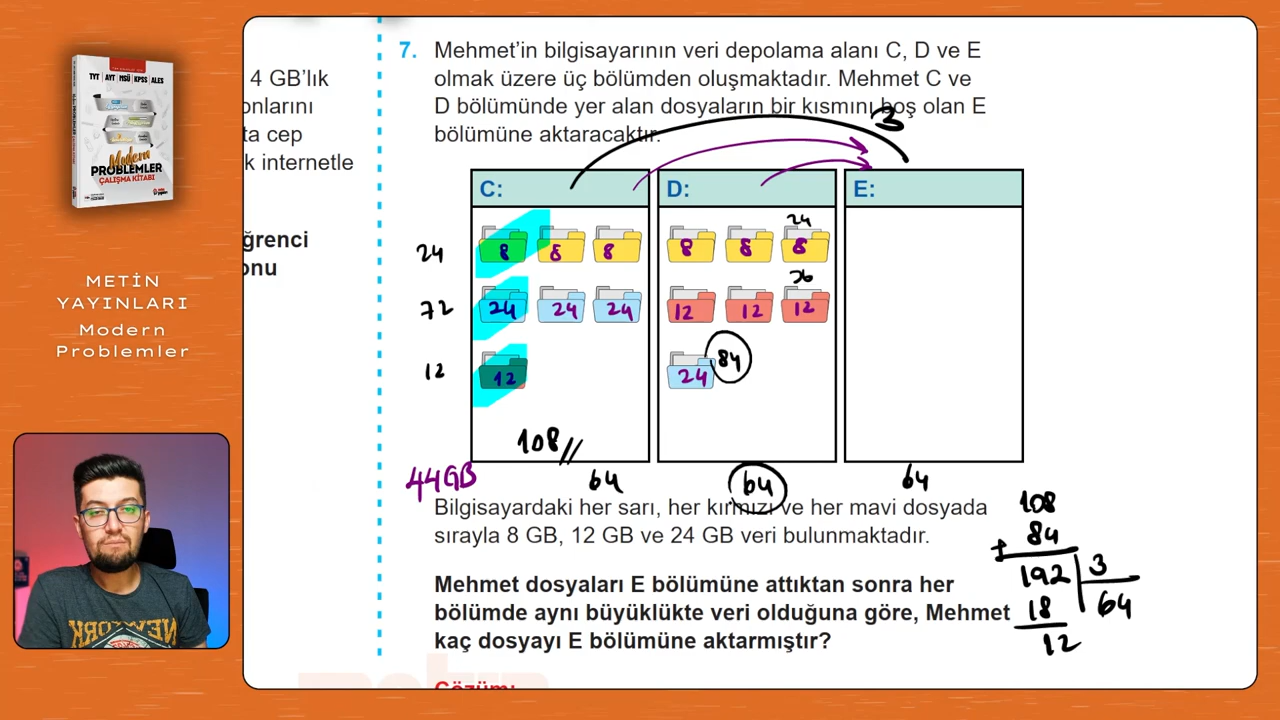 TYT AYT MSÜ KPSS ALES
Modern
PROBLEMLER
ÇALIŞMA KİTABI
METİN
YAYINLARI
Modern
Problemler
4 GB'lık
onlarını
ta cep
k internetle
ğrenci
onu
7. Mehmet'in bilgisayarının veri depolama alanı C, D ve E
olmak üzere üç bölümden oluşmaktadır. Mehmet C ve
D bölümünde yer alan dosyaların bir kısmını boş olan E
bölümüne aktaracaktır.
3
C: D: E:
24
24 8 8 8 8 8 8
36
72 24 24 24 12 12 12
12 12 24 84
108
44GB 64 64 64
Bilgisayardaki her sarı, her kırmızı ve her mavi dosyada
sırayla 8 GB, 12 GB ve 24 GB veri bulunmaktadır.
Mehmet dosyaları E bölümüne attıktan sonra her
bölümde aynı büyüklükte veri olduğuna göre, Mehmet
kaç dosyayı E bölümüne aktarmıştır?
108
+ 84
192 3
18 64
12
Çözüm: